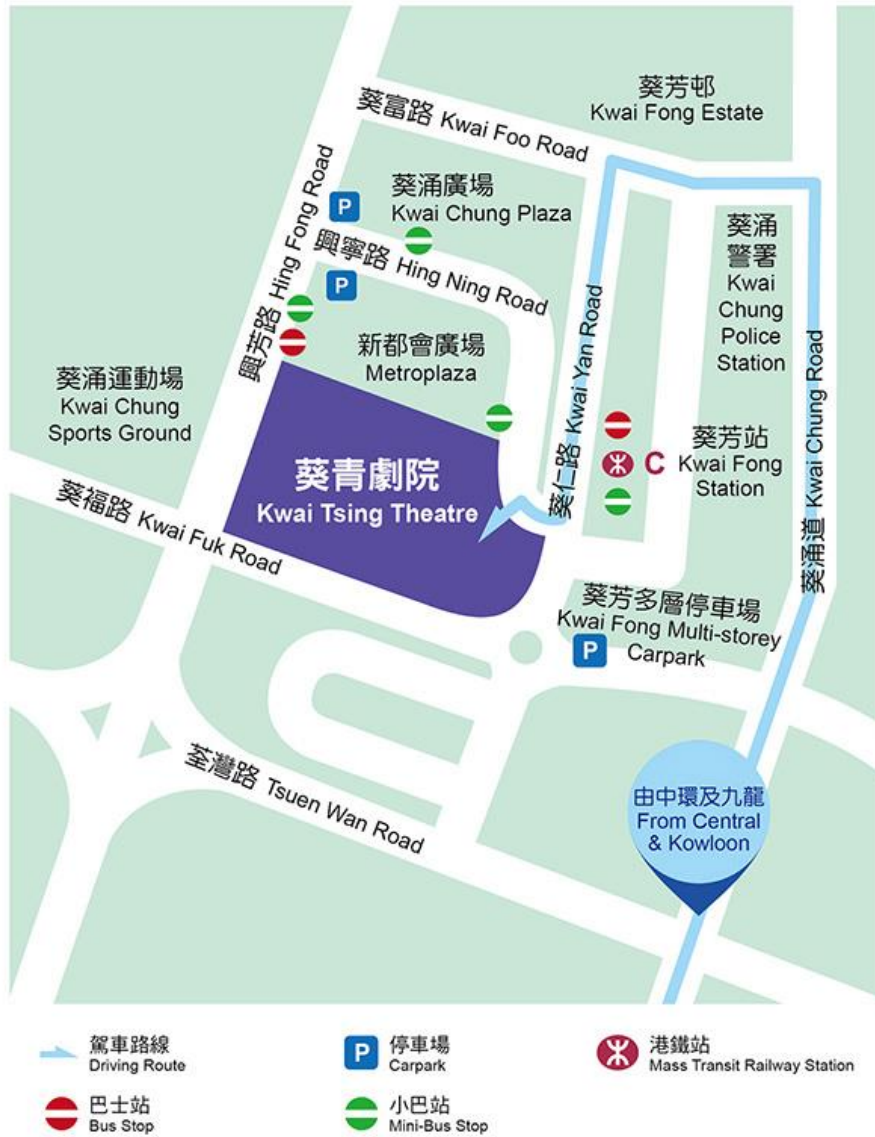 葵芳邨
Kwai Fong Estate
葵富路 Kwai Foo Road
葵涌廣場
Kwai Chung Plaza
P
興寧路 Hing Ning Road
P
興芳路 Hing Fong Road
新都會廣場
Metroplaza
葵涌
警署
Kwai
Chung
Police
Station
葵涌運動場
Kwai Chung
Sports Ground
葵仁路 Kwai Yan Road
葵涌道 Kwai Chung Road
C
葵芳站
Kwai Fong
Station
葵青劇院
Kwai Tsing Theatre
葵福路 Kwai Fuk Road
葵芳多層停車場
Kwai Fong Multi-storey
Carpark
P
荃灣路 Tsuen Wan Road
由中環及九龍
From Central
& Kowloon
駕車路線
Driving Route
P
停車場
Carpark
港鐵站
Mass Transit Railway Station
巴士站
Bus Stop
小巴站
Mini-Bus Stop